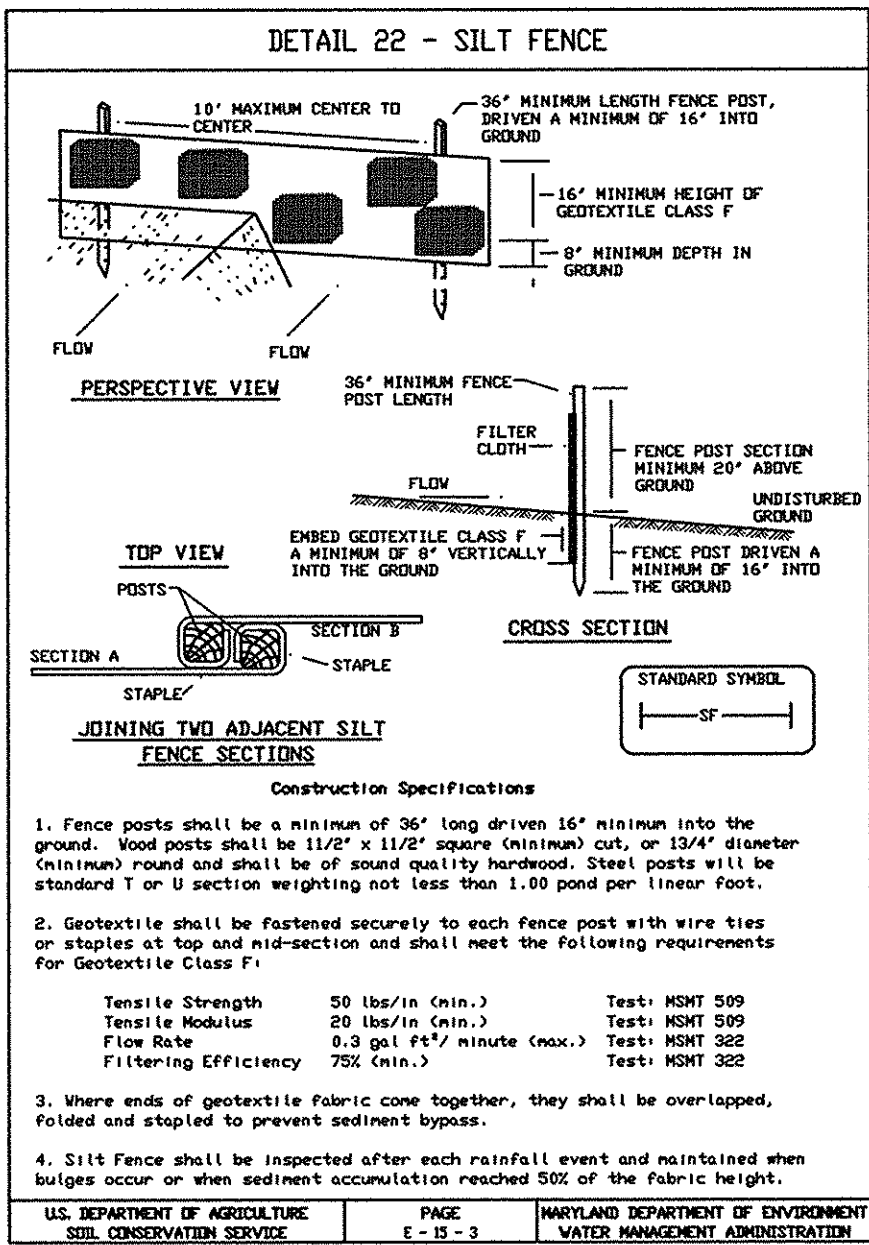 DETAIL 22 - SILT FENCE
10' MAXIMUM CENTER TO
CENTER
36" MINIMUM LENGTH FENCE POST,
DRIVEN A MINIMUM OF 16" INTO
GROUND
16" MINIMUM HEIGHT OF
GEOTEXTILE CLASS F
8" MINIMUM DEPTH IN
GROUND
FLOW
FLOW
PERSPECTIVE VIEW
36" MINIMUM FENCE
POST LENGTH
FILTER
CLOTH
FENCE POST SECTION
MINIMUM 20" ABOVE
GROUND
FLOW
UNDISTURBED
GROUND
EMBED GEOTEXTILE CLASS F
A MINIMUM OF 8" VERTICALLY
INTO THE GROUND
FENCE POST DRIVEN A
MINIMUM OF 16" INTO
THE GROUND
CROSS SECTION
TOP VIEW
POSTS
SECTION B
SECTION A
STAPLE
STAPLE
JOINING TWO ADJACENT SILT
FENCE SECTIONS
STANDARD SYMBOL
SF
Construction Specifications
1. Fence posts shall be a minimum of 36" long driven 16" minimum into the
ground. Wood posts shall be 11/2" x 11/2" square (minimum) cut, or 13/4" diameter
(minimum) round and shall be of sound quality hardwood. Steel posts will be
standard T or U section weighting not less than 1.00 pond per linear foot.
2. Geotextile shall be fastened securely to each fence post with wire ties
or staples at top and mid-section and shall meet the following requirements
for Geotextile Class F:
Tensile Strength 50 lbs/in (min.) Test: MSMT 509
Tensile Modulus 20 lbs/in (min.) Test: MSMT 509
Flow Rate 0.3 gal ft²/ minute (max.) Test: MSMT 322
Filtering Efficiency 75% (min.) Test: MSMT 322
3. Where ends of geotextile fabric come together, they shall be overlapped,
folded and stapled to prevent sediment bypass.
4. Silt Fence shall be inspected after each rainfall event and maintained when
bulges occur or when sediment accumulation reached 50% of the fabric height.
U.S. DEPARTMENT OF AGRICULTURE
SOIL CONSERVATION SERVICE
PAGE
E - 15 - 3
MARYLAND DEPARTMENT OF ENVIRONMENT
WATER MANAGEMENT ADMINISTRATION